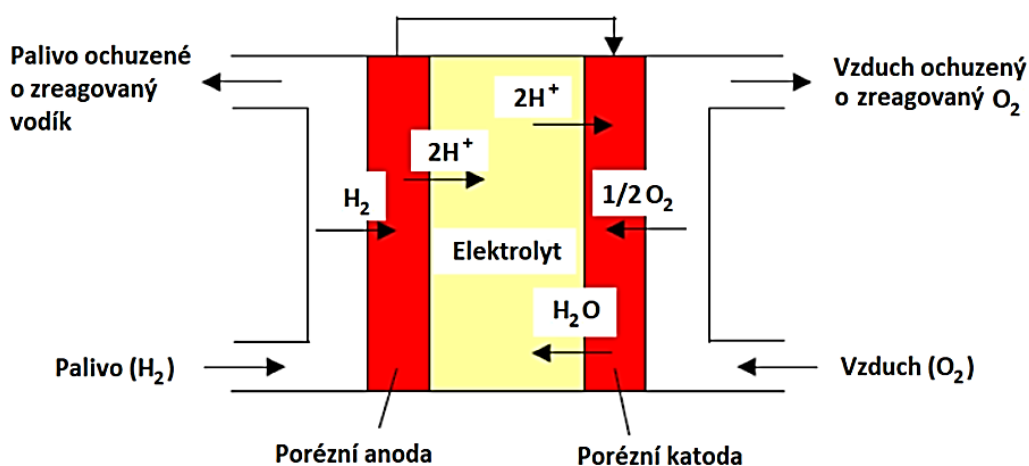 Palivo ochuzené
o zreagovaný
vodík
Vzduch ochuzený
o zreagovaný O₂
2H⁺
2H⁺
H₂
1/2 O₂
Elektrolyt
H₂O
Palivo (H₂)
Vzduch (O₂)
Porézní anoda
Porézní katoda